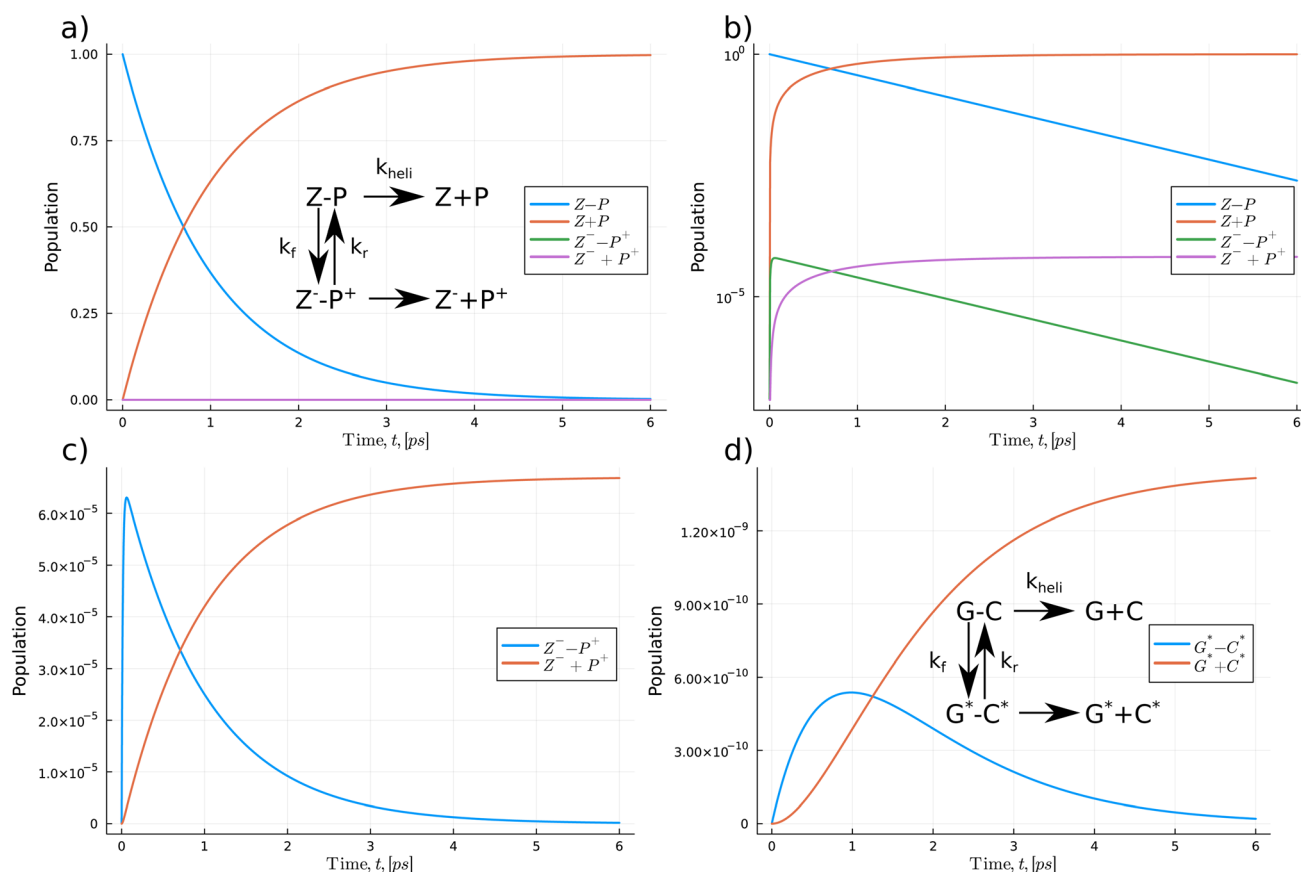 a)
1.00
0.75
0.50
0.25
0.00
Population
0 1 2 3 4 5 6
Time, t, [ps]
k_heli
Z-P Z+P
k_f k_r
Z⁻-P⁺ Z⁻+P⁺
Z−P
Z+P
Z⁻−P⁺
Z⁻ + P⁺
b)
10⁰
10⁻⁵
Population
0 1 2 3 4 5 6
Time, t, [ps]
Z−P
Z+P
Z⁻−P⁺
Z⁻ + P⁺
c)
6.0×10⁻⁵
5.0×10⁻⁵
4.0×10⁻⁵
3.0×10⁻⁵
2.0×10⁻⁵
1.0×10⁻⁵
0
Population
0 1 2 3 4 5 6
Time, t, [ps]
Z⁻−P⁺
Z⁻ + P⁺
d)
1.20×10⁻⁹
9.00×10⁻¹⁰
6.00×10⁻¹⁰
3.00×10⁻¹⁰
0
Population
0 1 2 3 4 5 6
Time, t, [ps]
k_heli
G-C G+C
k_f k_r
G*-C* G*+C*
G*−C*
G*+C*